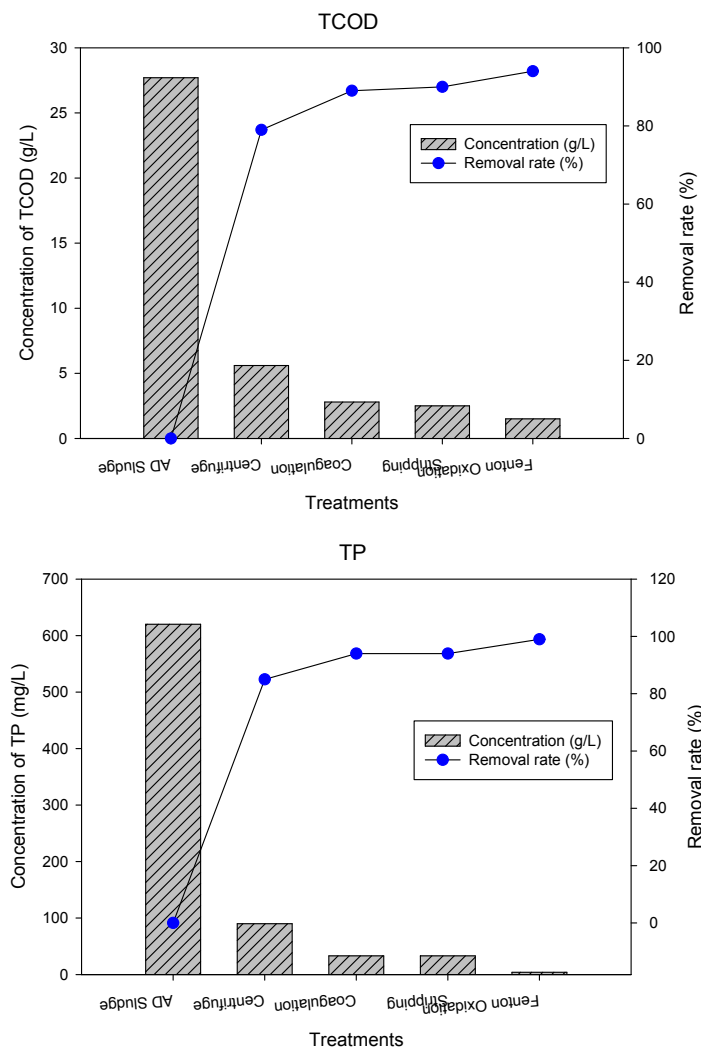 TCOD
30
25
20
15
10
5
0
Concentration of TCOD (g/L)
100
80
60
40
20
0
Removal rate (%)
Concentration (g/L)
Removal rate (%)
AD Sludge
Centrifuge
Coagulation
Stripping
Fenton Oxidation
Treatments
TP
700
600
500
400
300
200
100
0
Concentration of TP (mg/L)
120
100
80
60
40
20
0
Removal rate (%)
Concentration (g/L)
Removal rate (%)
AD Sludge
Centrifuge
Coagulation
Stripping
Fenton Oxidation
Treatments